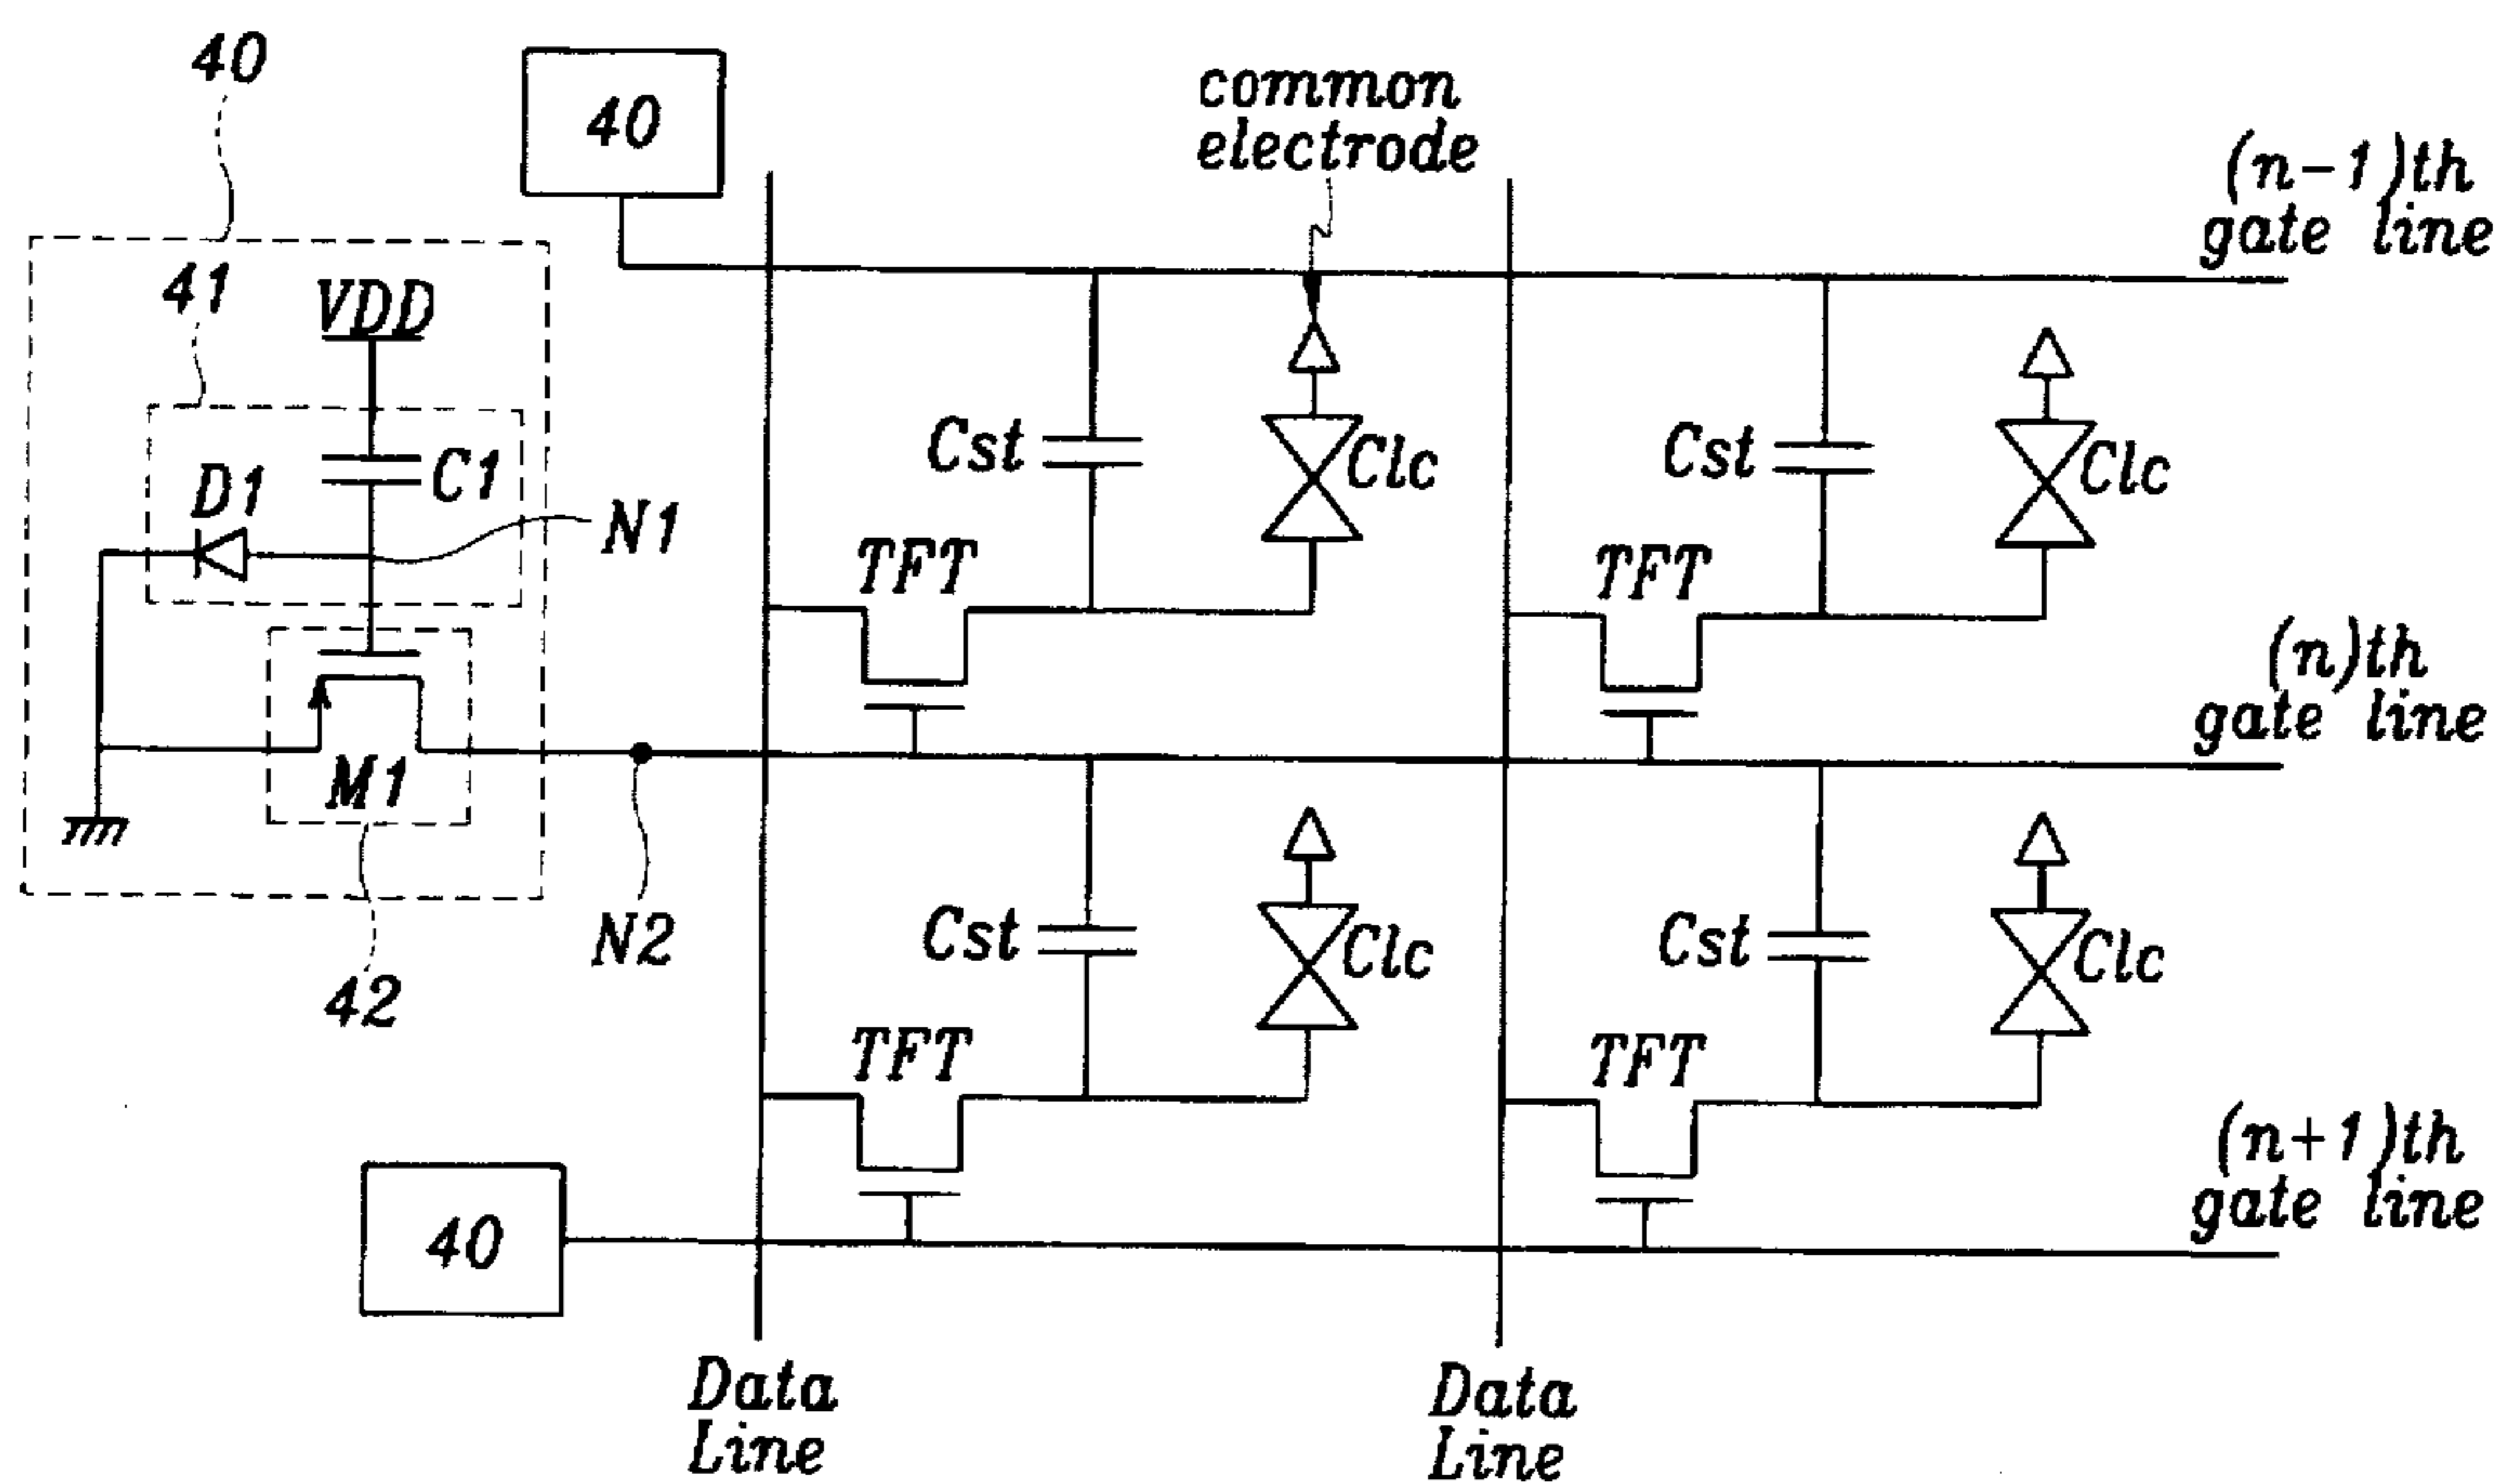 40
40
common
electrode
(n-1)th
gate line
41
VDD
C1
D1
N1
Cst
Clc
Cst
Clc
TFT
TFT
(n)th
gate line
M1
N2
42
Cst
Clc
Cst
Clc
TFT
TFT
(n+1)th
gate line
40
Data
Line
Data
Line